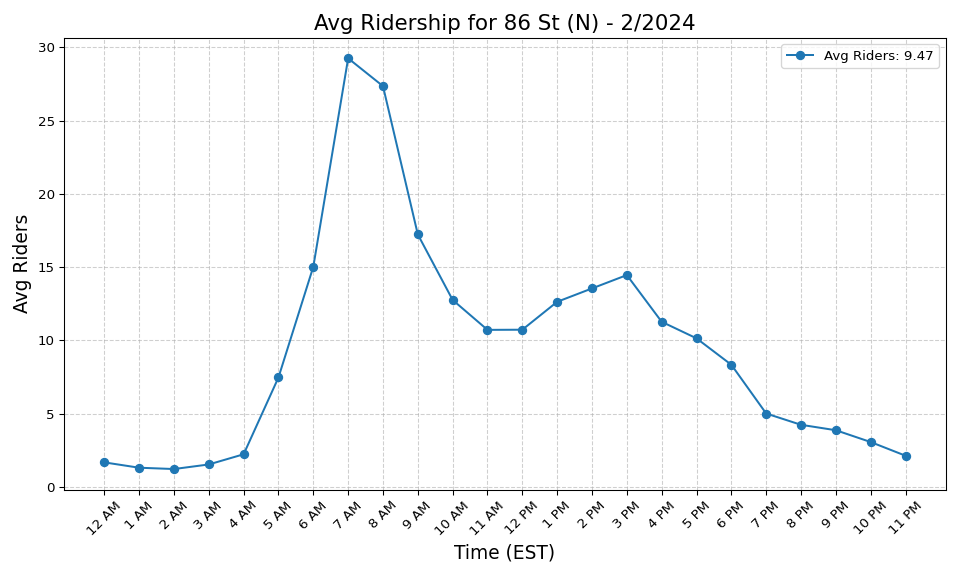 Avg Ridership for 86 St (N) - 2/2024
Avg Riders: 9.47
Avg Riders
30
25
20
15
10
5
0
12 AM
1 AM
2 AM
3 AM
4 AM
5 AM
6 AM
7 AM
8 AM
9 AM
10 AM
11 AM
12 PM
1 PM
2 PM
3 PM
4 PM
5 PM
6 PM
7 PM
8 PM
9 PM
10 PM
11 PM
Time (EST)